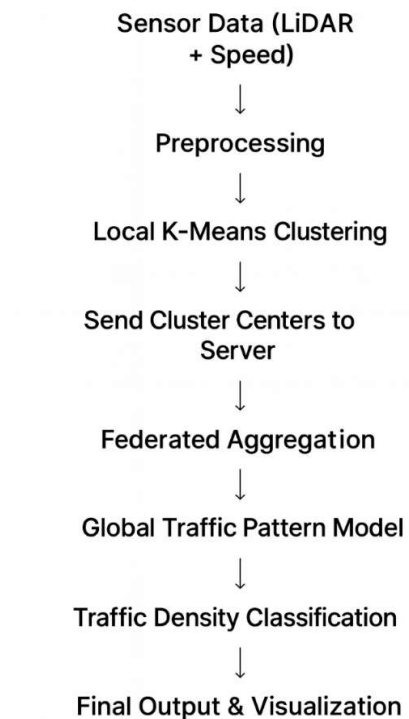 Sensor Data (LiDAR
+ Speed)
Preprocessing
Local K-Means Clustering
Send Cluster Centers to
Server
Federated Aggregation
Global Traffic Pattern Model
Traffic Density Classification
Final Output & Visualization